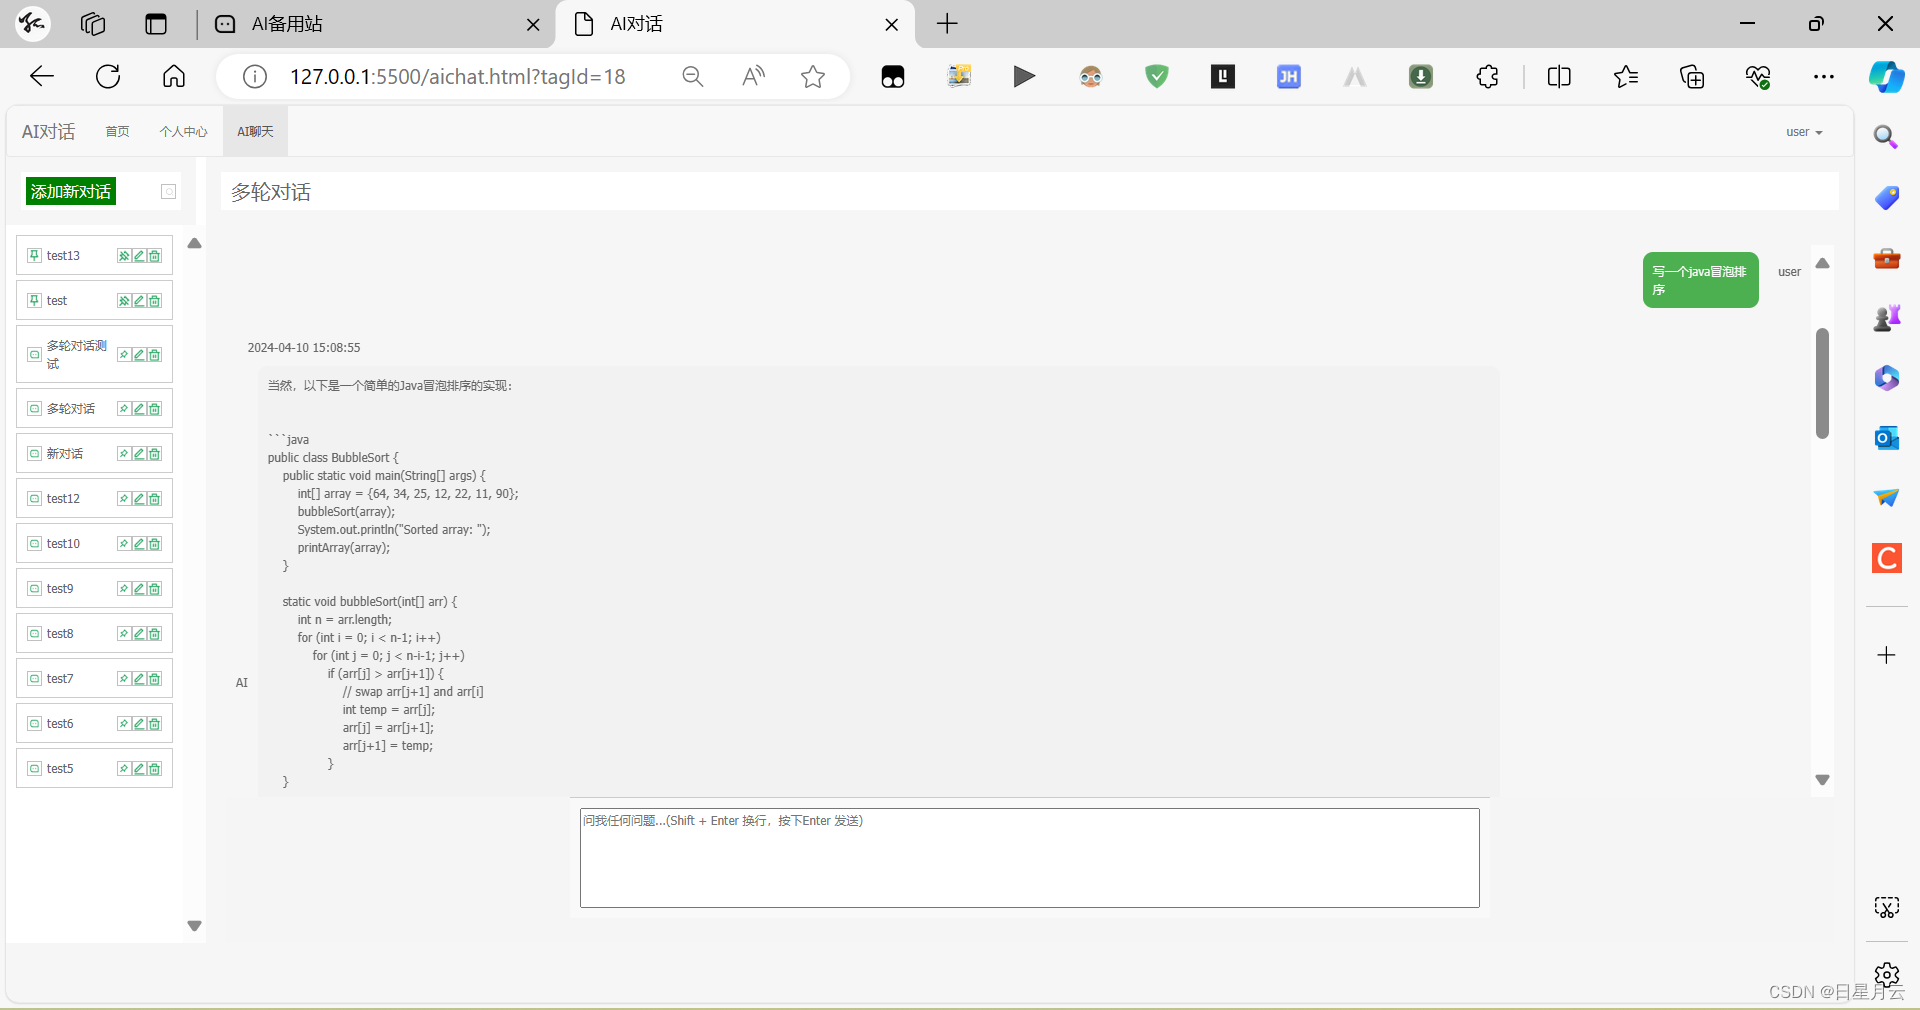 AI备用站
AI对话
127.0.0.1:5500/aichat.html?tagId=18
AI对话
首页
个人中心
AI聊天
user
添加新对话
test13
test
多轮对话测
试
多轮对话
新对话
test12
test10
test9
test8
test7
test6
test5
多轮对话
写一个java冒泡排
序
user
2024-04-10 15:08:55
当然，以下是一个简单的Java冒泡排序的实现：
```java
public class BubbleSort {
    public static void main(String[] args) {
        int[] array = {64, 34, 25, 12, 22, 11, 90};
        bubbleSort(array);
        System.out.println("Sorted array: ");
        printArray(array);
    }
    static void bubbleSort(int[] arr) {
        int n = arr.length;
        for (int i = 0; i < n-1; i++)
            for (int j = 0; j < n-i-1; j++)
                if (arr[j] > arr[j+1]) {
AI
                    // swap arr[j+1] and arr[i]
                    int temp = arr[j];
                    arr[j] = arr[j+1];
                    arr[j+1] = temp;
                }
    }
问我任何问题...(Shift + Enter 换行，按下Enter 发送)
CSDN @日星月云